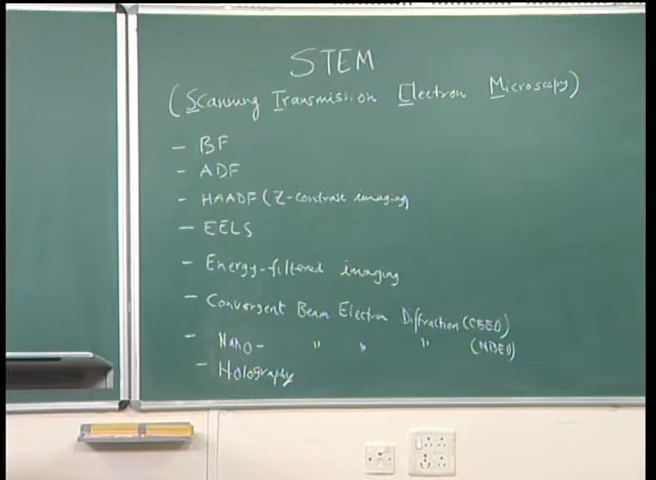 STEM
(Scanning Transmission Electron Microscopy)
- BF
- ADF
- HAADF (Z-contrast imaging)
- EELS
- Energy-filtered imaging
- Convergent Beam Electron Diffraction (CBED)
- Nano- " " " (NBED)
- Holography